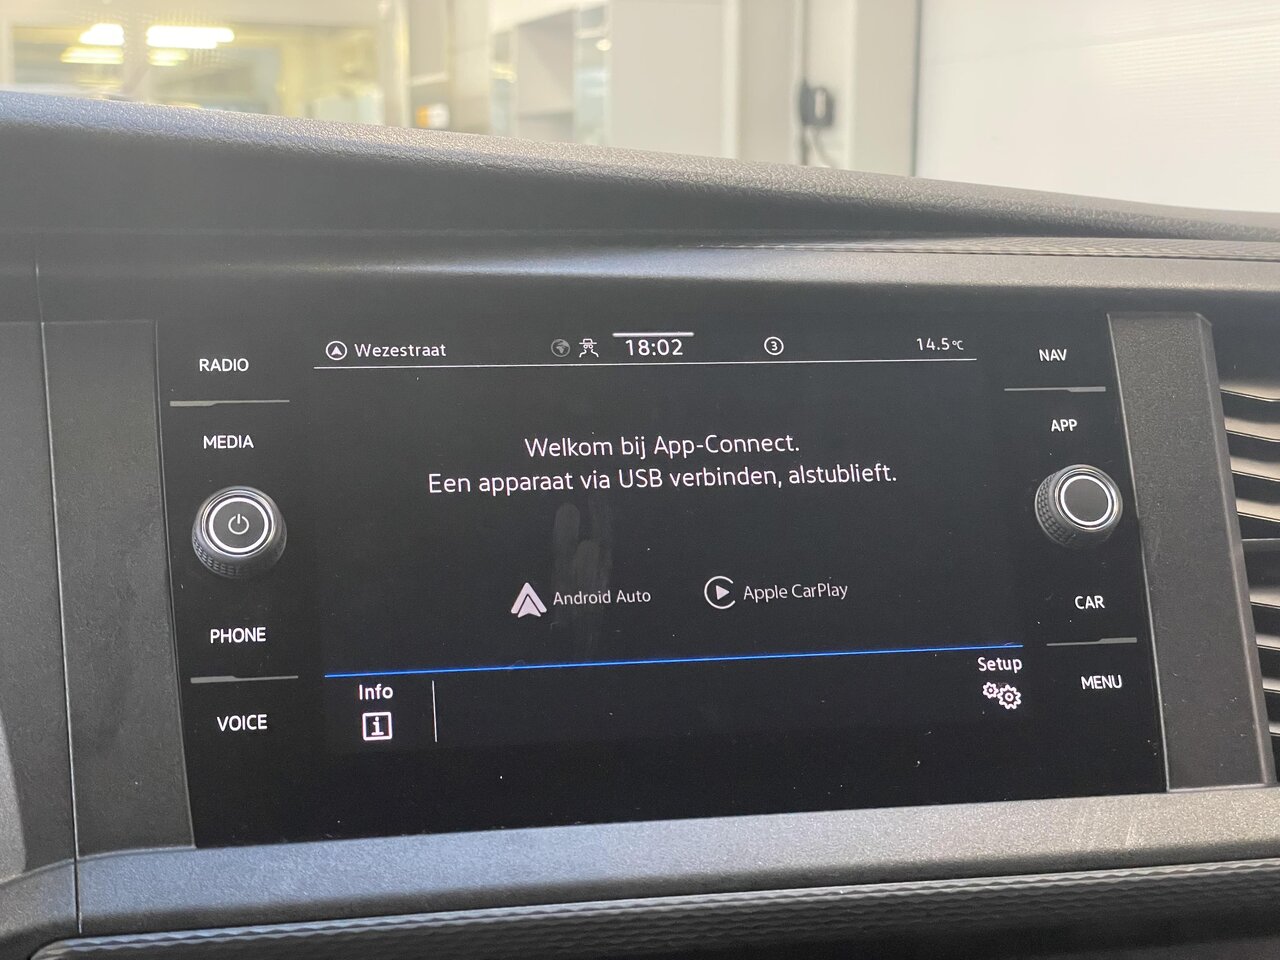 RADIO
MEDIA
PHONE
VOICE
Wezestraat
18:02
3
14.5°C
Welkom bij App-Connect.
Een apparaat via USB verbinden, alstublieft.
Android Auto
Apple CarPlay
Info
i
Setup
NAV
APP
CAR
MENU